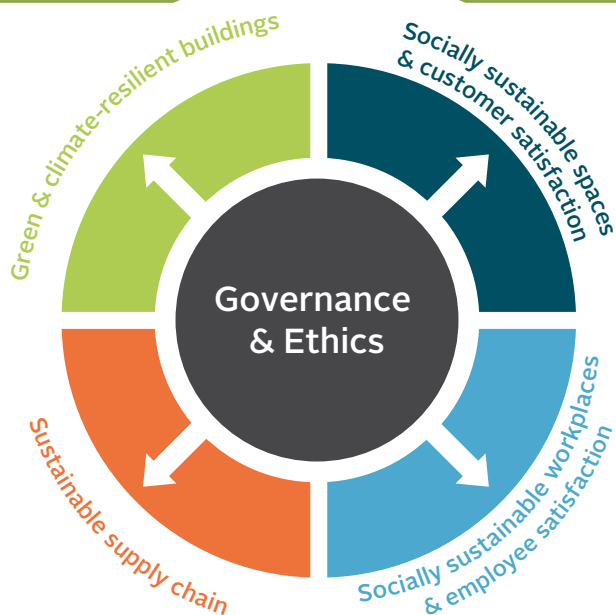 Green & climate-resilient buildings
Socially sustainable spaces
& customer satisfaction
Governance
& Ethics
Sustainable supply chain
Socially sustainable workplaces
& employee satisfaction